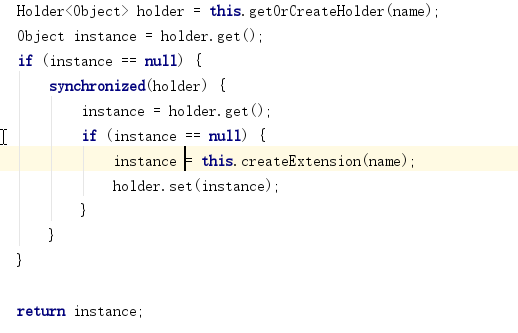 Holder<Object> holder = this.getOrCreateHolder(name);
Object instance = holder.get();
if (instance == null) {
synchronized(holder) {
instance = holder.get();
if (instance == null) {
instance = this.createExtension(name);
holder.set(instance);
}
}
}
return instance;